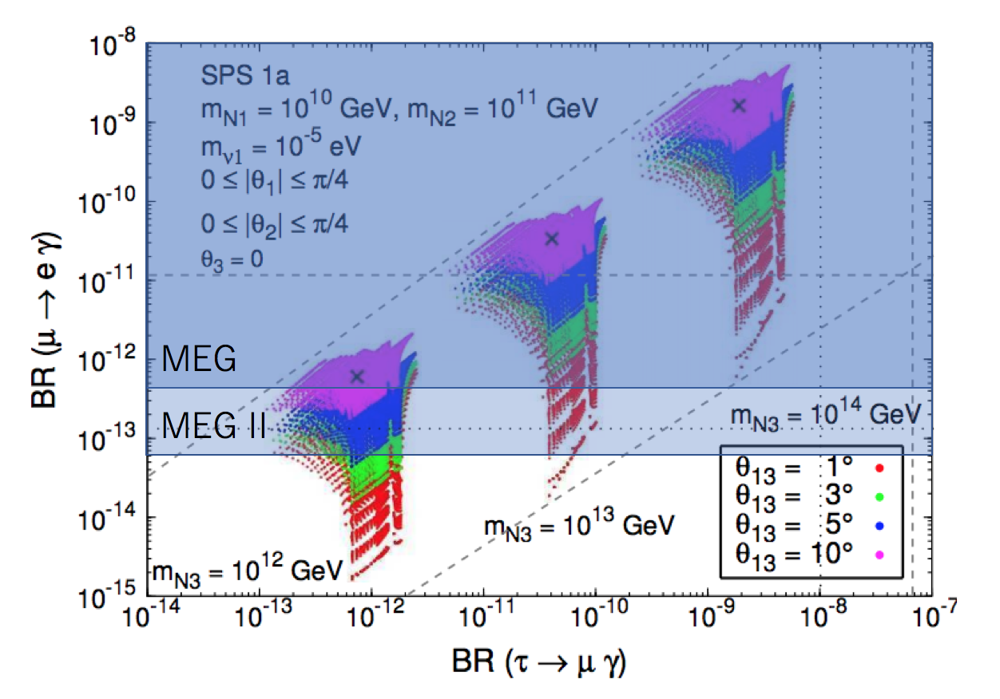 10⁻⁸
10⁻⁹
10⁻¹⁰
10⁻¹¹
10⁻¹²
10⁻¹³
10⁻¹⁴
10⁻¹⁵
BR (μ → e γ)
SPS 1a
m_N1 = 10¹⁰ GeV, m_N2 = 10¹¹ GeV
m_ν1 = 10⁻⁵ eV
0 ≤ |θ₁| ≤ π/4
0 ≤ |θ₂| ≤ π/4
θ₃ = 0
MEG
MEG II
m_N3 = 10¹⁴ GeV
m_N3 = 10¹³ GeV
m_N3 = 10¹² GeV
θ₁₃ = 1°
θ₁₃ = 3°
θ₁₃ = 5°
θ₁₃ = 10°
10⁻¹⁴ 10⁻¹³ 10⁻¹² 10⁻¹¹ 10⁻¹⁰ 10⁻⁹ 10⁻⁸ 10⁻⁷
BR (τ → μ γ)